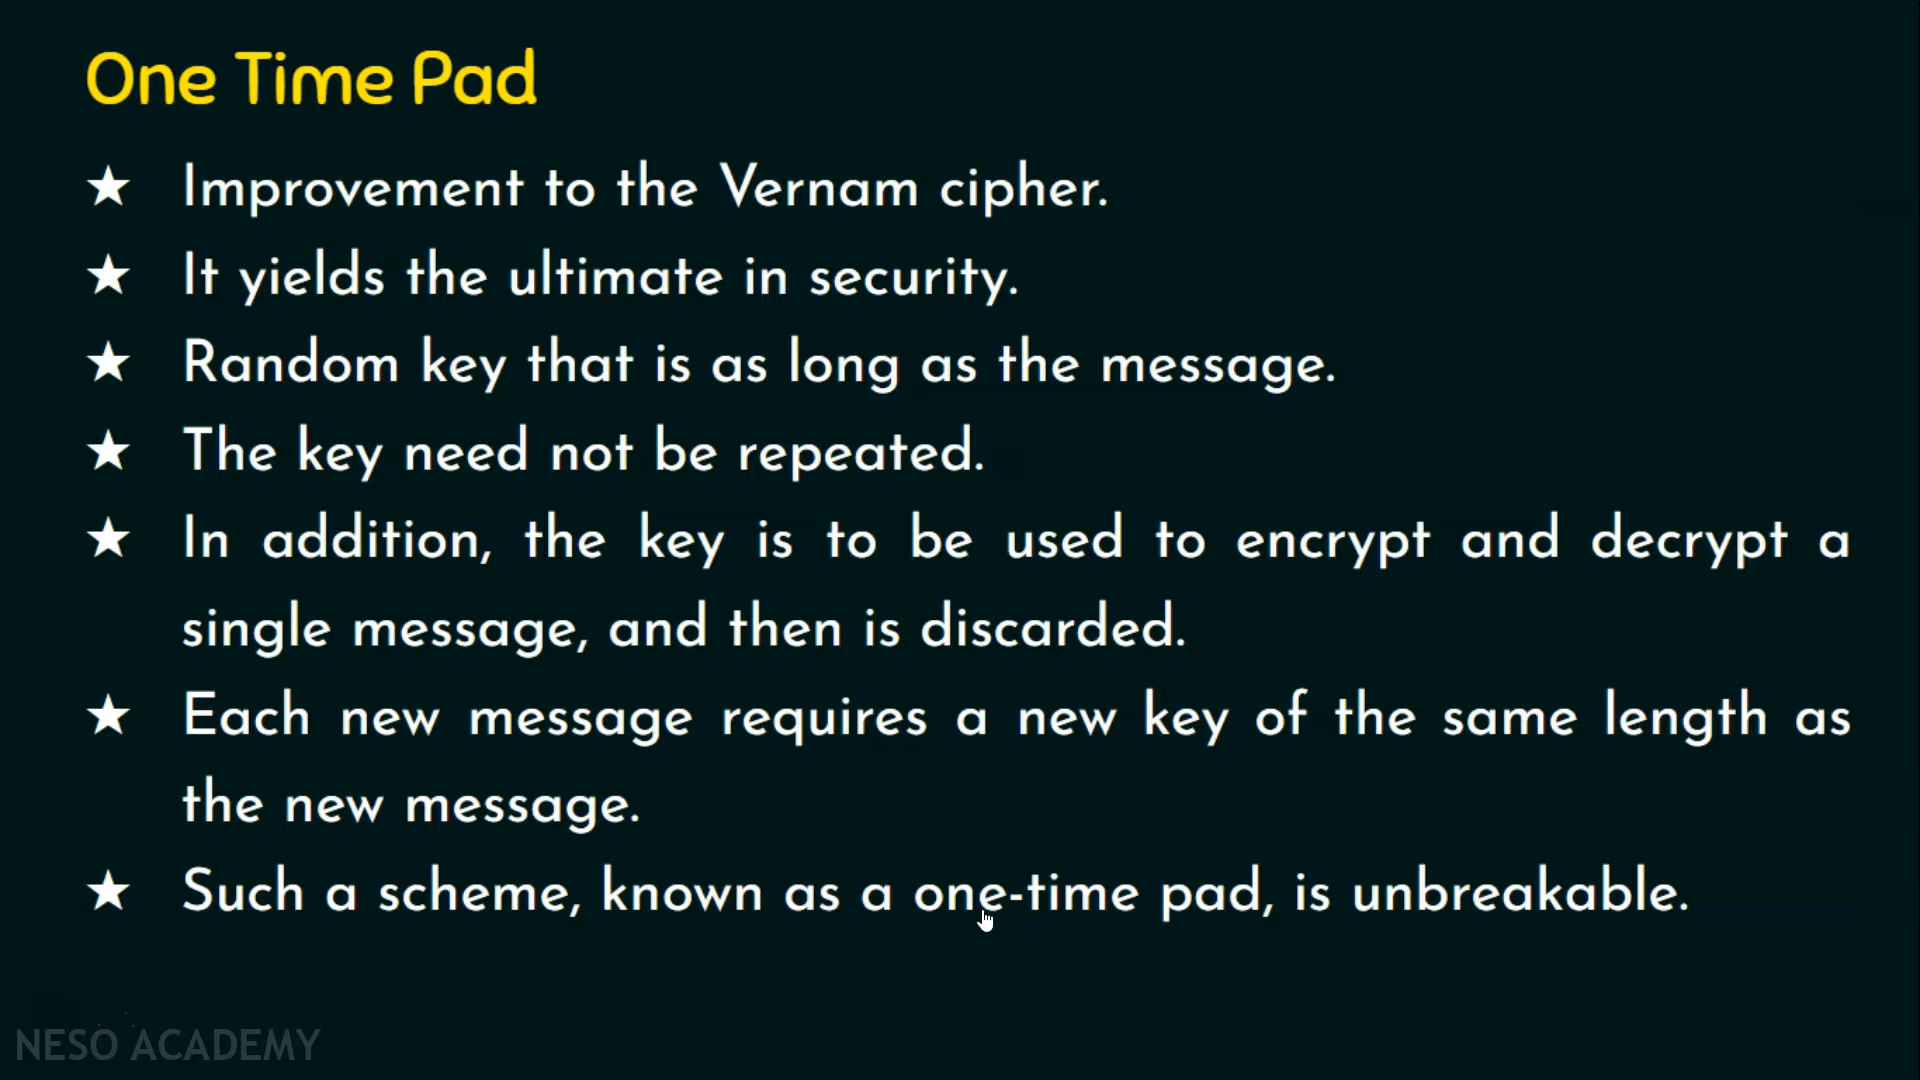 One Time Pad
★ Improvement to the Vernam cipher.
★ It yields the ultimate in security.
★ Random key that is as long as the message.
★ The key need not be repeated.
★ In addition, the key is to be used to encrypt and decrypt a
single message, and then is discarded.
★ Each new message requires a new key of the same length as
the new message.
★ Such a scheme, known as a one-time pad, is unbreakable.
NESO ACADEMY